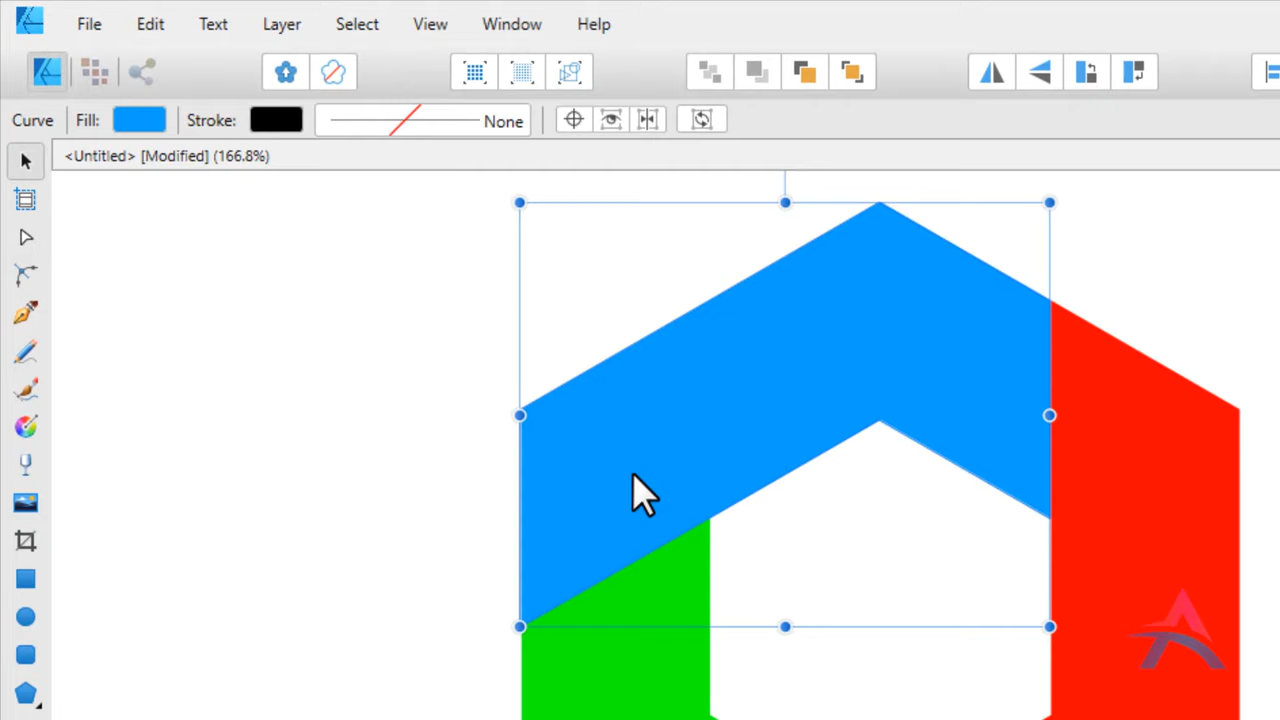 File Edit Text Layer Select View Window Help
Curve Fill: Stroke: None
<Untitled> [Modified] (166.8%)